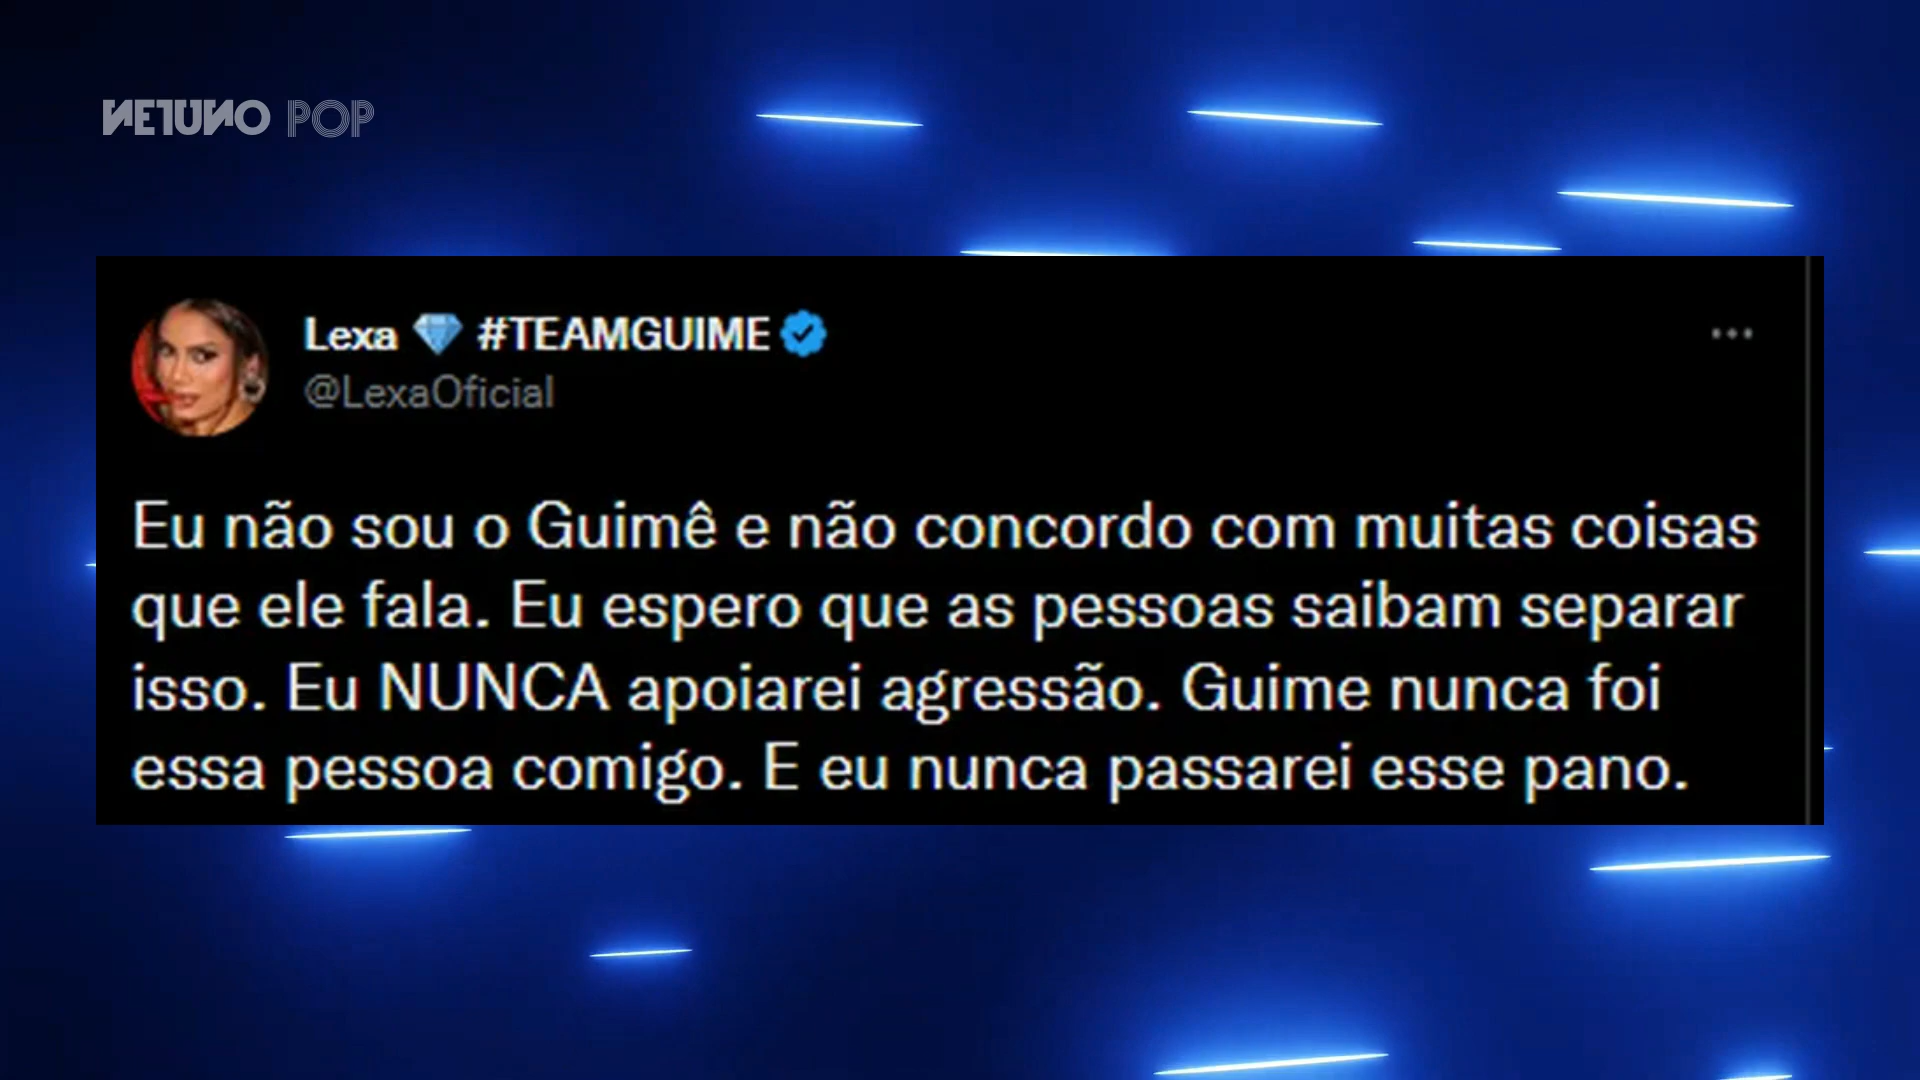 NETUNO POP
Lexa 💎 #TEAMGUIME
@LexaOficial
Eu não sou o Guimê e não concordo com muitas coisas
que ele fala. Eu espero que as pessoas saibam separar
isso. Eu NUNCA apoiarei agressão. Guime nunca foi
essa pessoa comigo. E eu nunca passarei esse pano.